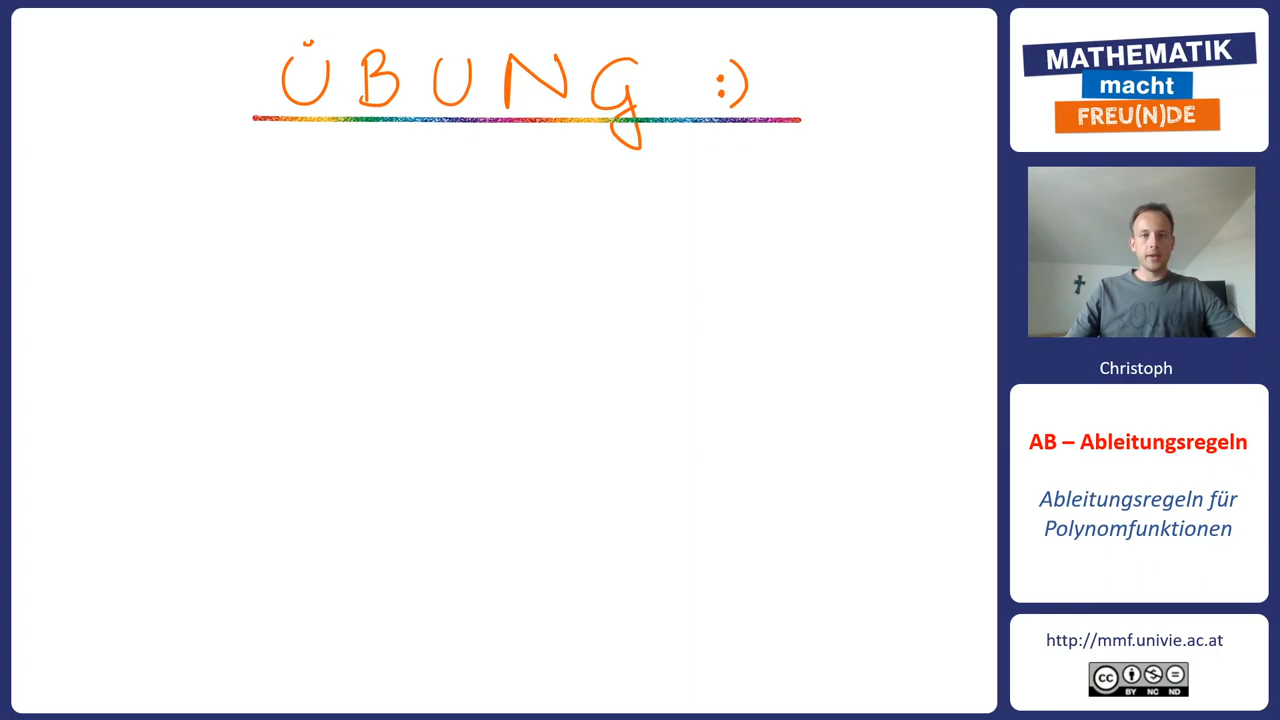 ÜBUNG :)
MATHEMATIK
macht
FREU(N)DE
Christoph
AB – Ableitungsregeln
Ableitungsregeln für
Polynomfunktionen
http://mmf.univie.ac.at
cc
BY NC ND